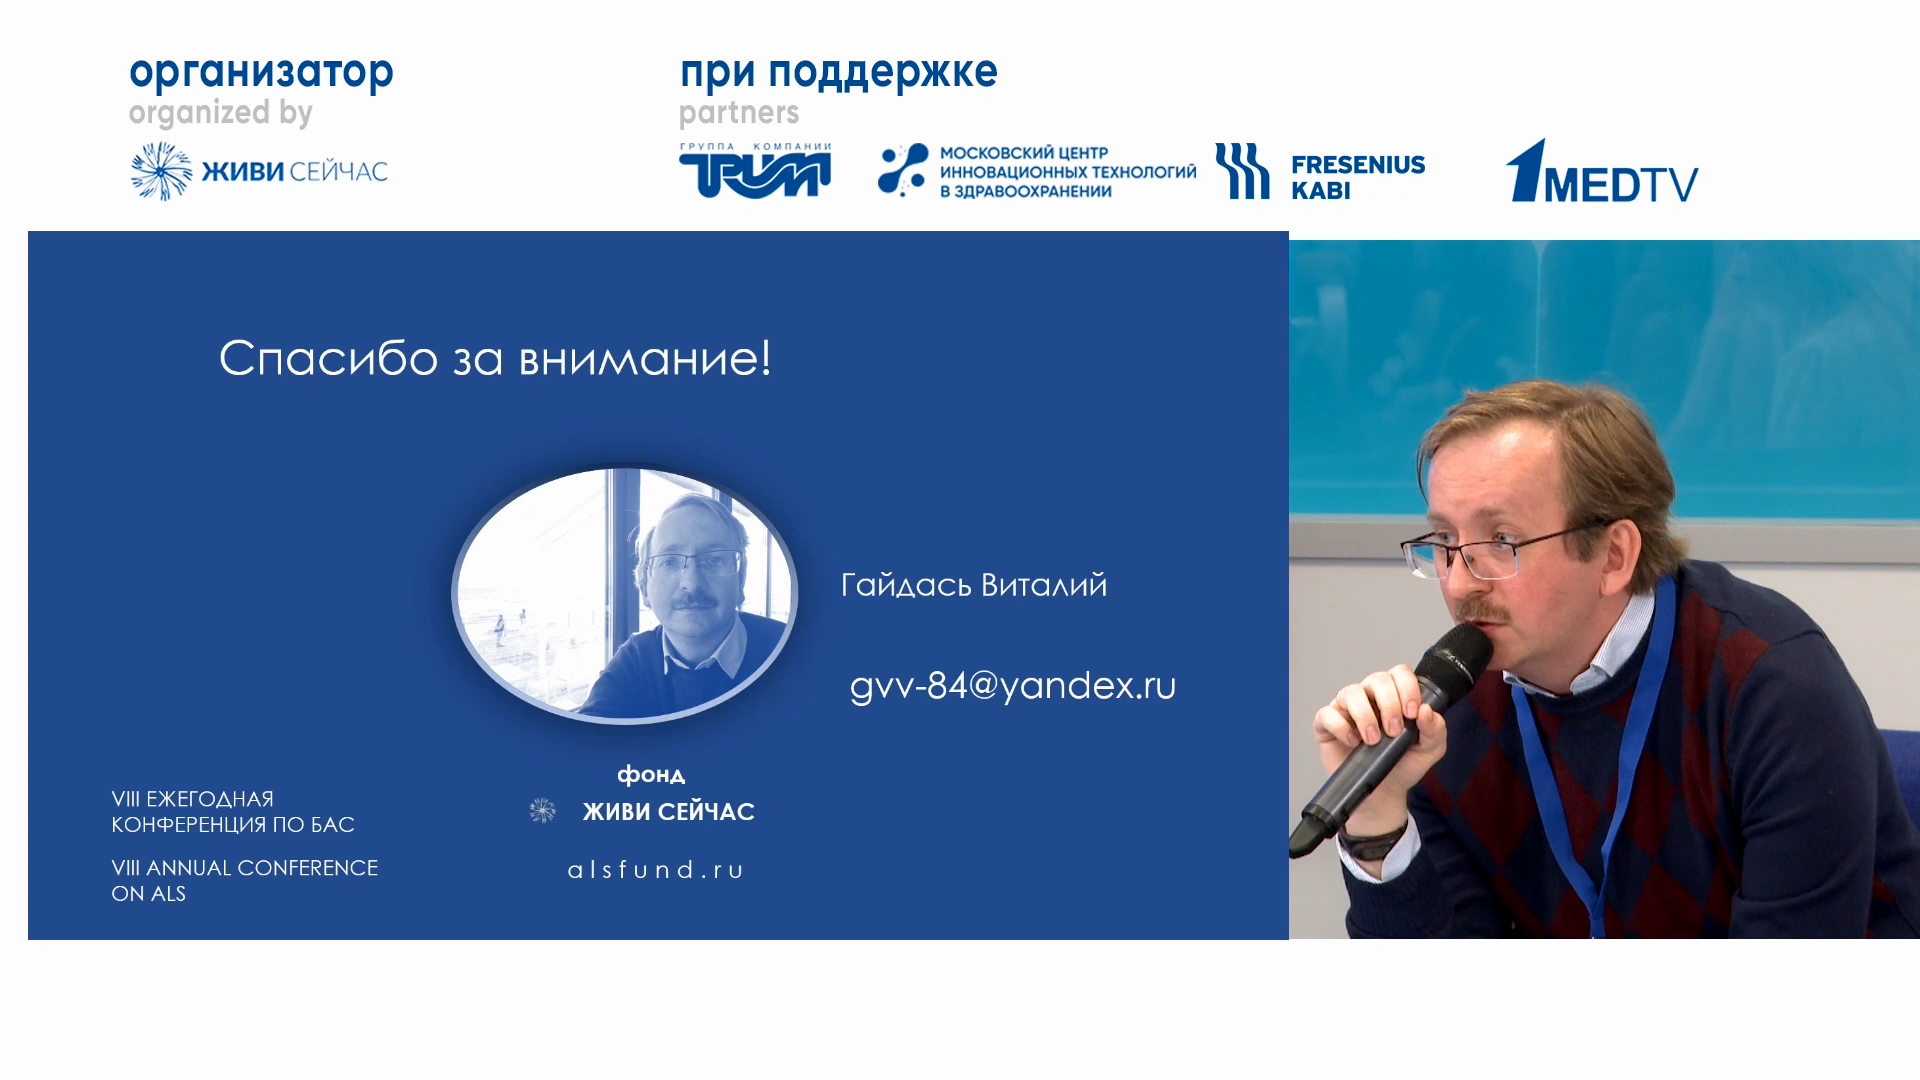 организатор
organized by
ЖИВИ СЕЙЧАС
при поддержке
partners
ГРУППА КОМПАНИИ
ТРИМ
МОСКОВСКИЙ ЦЕНТР
ИННОВАЦИОННЫХ ТЕХНОЛОГИЙ
В ЗДРАВООХРАНЕНИИ
FRESENIUS
KABI
1MEDTV
Спасибо за внимание!
Гайдась Виталий
gvv-84@yandex.ru
фонд
ЖИВИ СЕЙЧАС
alsfund.ru
VIII ЕЖЕГОДНАЯ
КОНФЕРЕНЦИЯ ПО БАС
VIII ANNUAL CONFERENCE
ON ALS